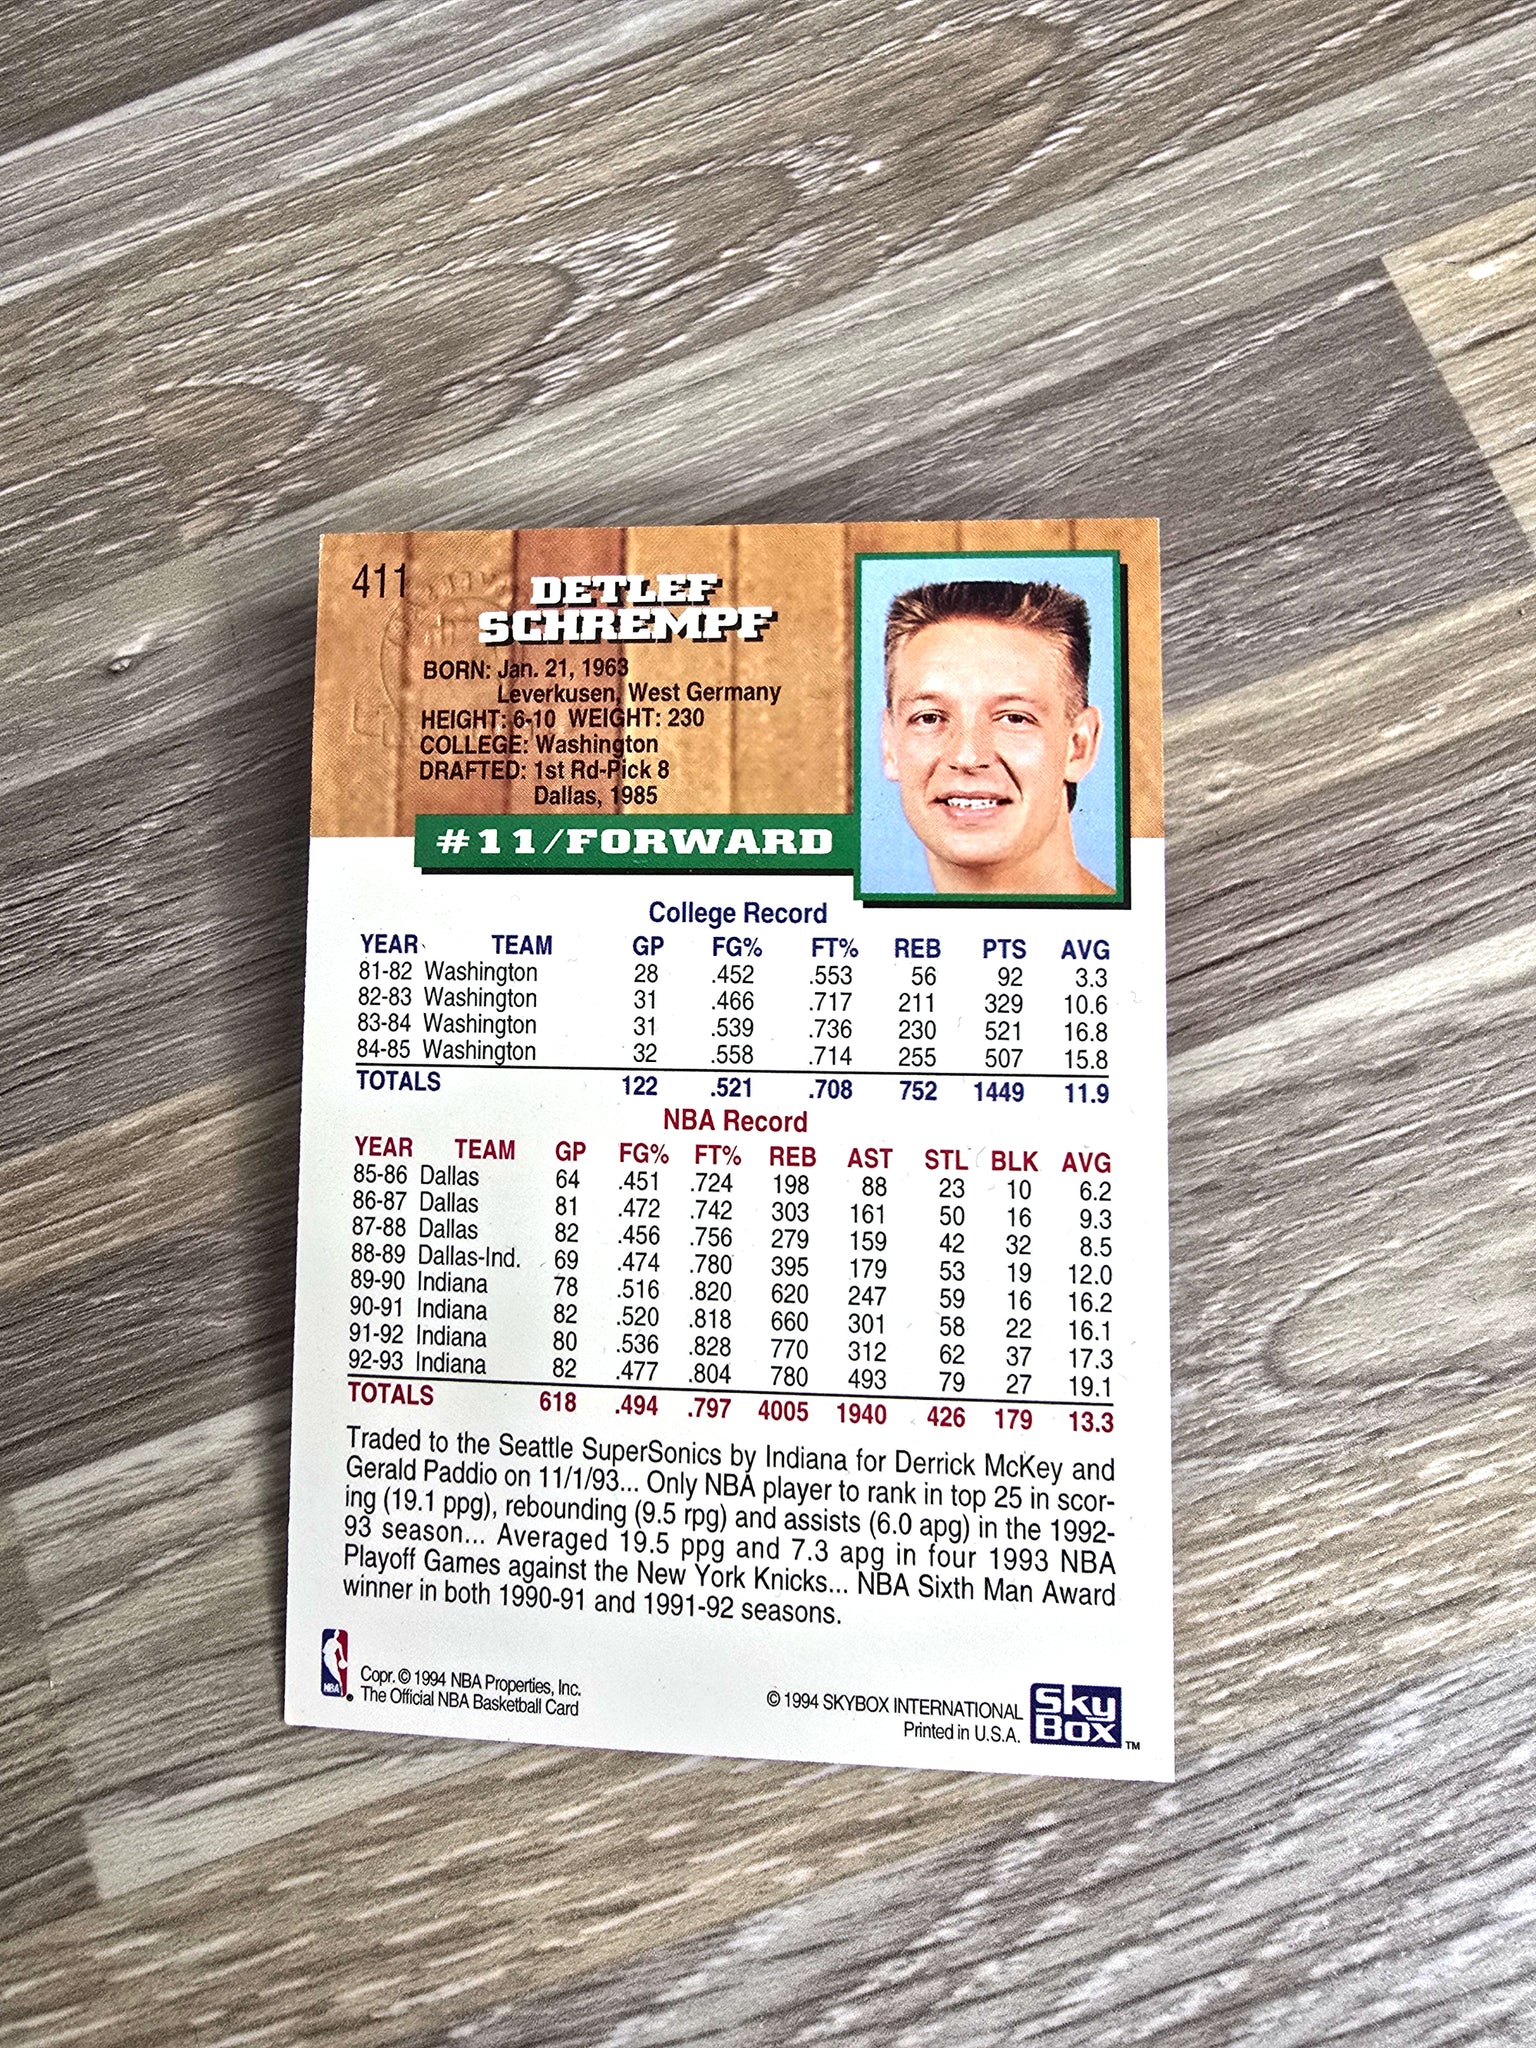 411
DETLEF
SCHREMPF
BORN: Jan. 21, 1963
Leverkusen, West Germany
HEIGHT: 6-10 WEIGHT: 230
COLLEGE: Washington
DRAFTED: 1st Rd-Pick 8
Dallas, 1985
#11/FORWARD
College Record
YEAR TEAM GP FG% FT% REB PTS AVG
81-82 Washington 28 .452 .553 56 92 3.3
82-83 Washington 31 .466 .717 211 329 10.6
83-84 Washington 31 .539 .736 230 521 16.8
84-85 Washington 32 .558 .714 255 507 15.8
TOTALS 122 .521 .708 752 1449 11.9
NBA Record
YEAR TEAM GP FG% FT% REB AST STL BLK AVG
85-86 Dallas 64 .451 .724 198 88 23 10 6.2
86-87 Dallas 81 .472 .742 303 161 50 16 9.3
87-88 Dallas 82 .456 .756 279 159 42 32 8.5
88-89 Dallas-Ind. 69 .474 .780 395 179 53 19 12.0
89-90 Indiana 78 .516 .820 620 247 59 16 16.2
90-91 Indiana 82 .520 .818 660 301 58 22 16.1
91-92 Indiana 80 .536 .828 770 312 62 37 17.3
92-93 Indiana 82 .477 .804 780 493 79 27 19.1
TOTALS 618 .494 .797 4005 1940 426 179 13.3
Traded to the Seattle SuperSonics by Indiana for Derrick McKey and
Gerald Paddio on 11/1/93... Only NBA player to rank in top 25 in scor-
ing (19.1 ppg), rebounding (9.5 rpg) and assists (6.0 apg) in the 1992-
93 season... Averaged 19.5 ppg and 7.3 apg in four 1993 NBA
Playoff Games against the New York Knicks... NBA Sixth Man Award
winner in both 1990-91 and 1991-92 seasons.
NBA
Copr. © 1994 NBA Properties, Inc.
The Official NBA Basketball Card
© 1994 SKYBOX INTERNATIONAL
Printed in U.S.A.
Sky
Box ™